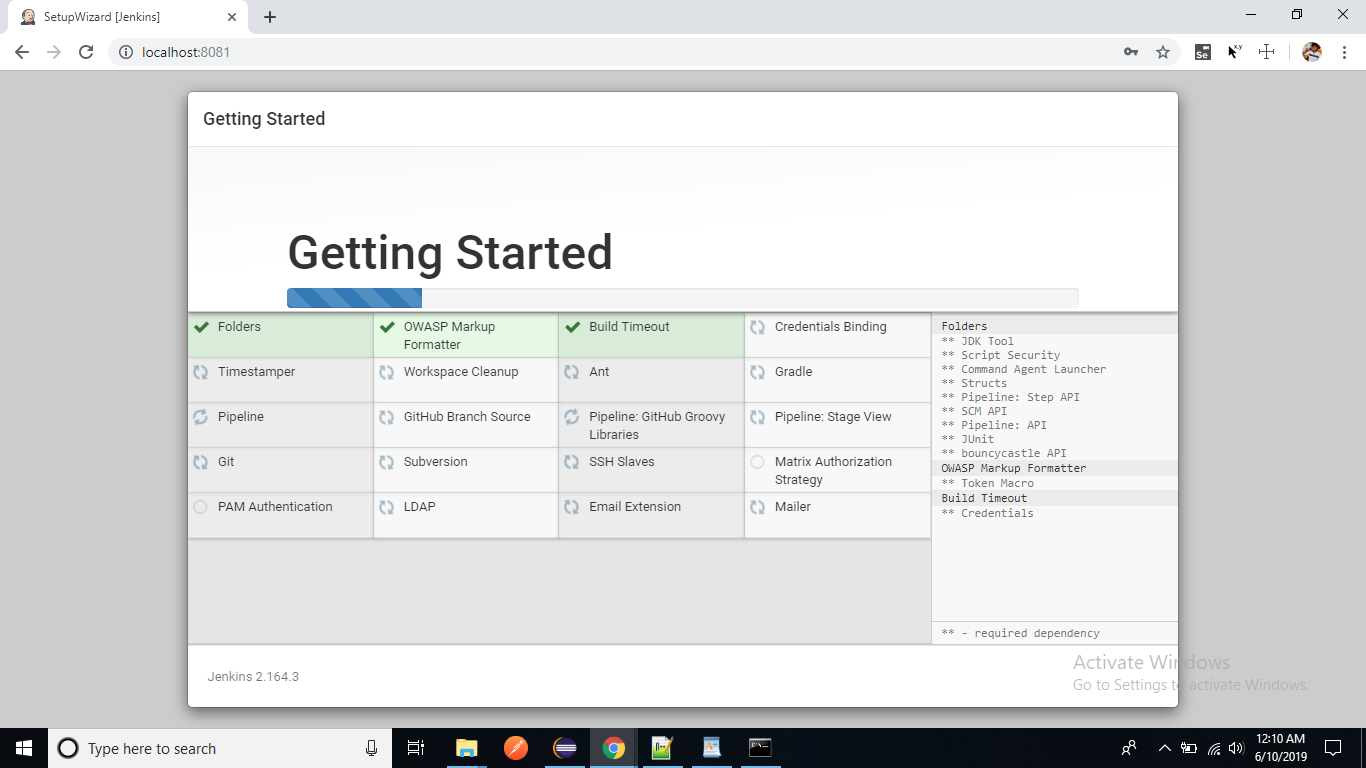 SetupWizard [Jenkins]
localhost:8081
Getting Started
Getting Started
Folders
OWASP Markup
Formatter
Build Timeout
Credentials Binding
Timestamper
Workspace Cleanup
Ant
Gradle
Pipeline
GitHub Branch Source
Pipeline: GitHub Groovy
Libraries
Pipeline: Stage View
Git
Subversion
SSH Slaves
Matrix Authorization
Strategy
PAM Authentication
LDAP
Email Extension
Mailer
Folders
** JDK Tool
** Script Security
** Command Agent Launcher
** Structs
** Pipeline: Step API
** SCM API
** Pipeline: API
** JUnit
** bouncycastle API
OWASP Markup Formatter
** Token Macro
Build Timeout
** Credentials
** - required dependency
Jenkins 2.164.3
Activate Windows
Go to Settings to activate Windows.
Type here to search
12:10 AM
6/10/2019